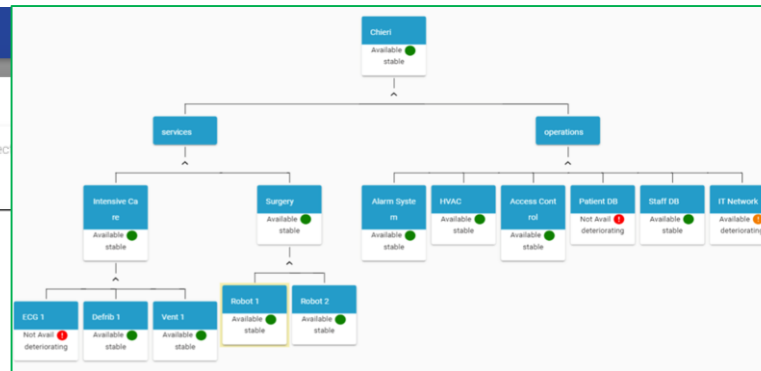 Chieri
Available
stable
services
operations
Intensive Ca
re
Available
stable
Surgery
Available
stable
Alarm Syste
m
Available
stable
HVAC
Available
stable
Access Cont
rol
Available
stable
Patient DB
Not Avail !
deteriorating
Staff DB
Available
stable
IT Network
Available !
deteriorating
ECG 1
Not Avail !
deteriorating
Defrib 1
Available
stable
Vent 1
Available
stable
Robot 1
Available
stable
Robot 2
Available
stable